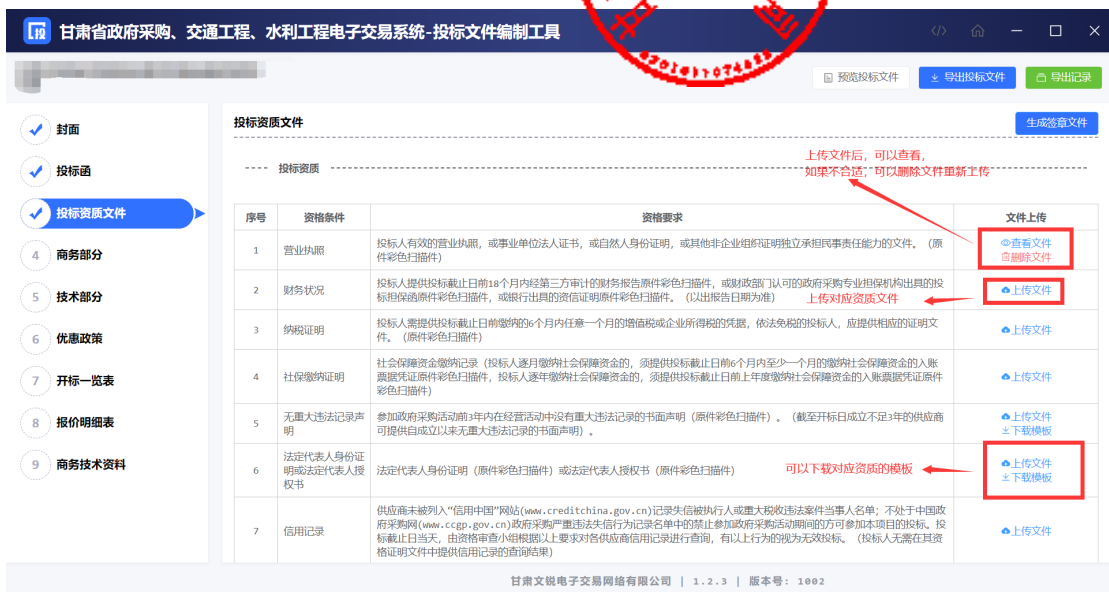 投 甘肃省政府采购、交通工程、水利工程电子交易系统-投标文件编制工具
预览投标文件 导出投标文件 导出记录
封面
投标函
投标资质文件
4 商务部分
5 技术部分
6 优惠政策
7 开标一览表
8 报价明细表
9 商务技术资料
投标资质文件 生成签章文件
---- 投标资质
上传文件后，可以查看，
如果不合适，可以删除文件重新上传
序号 资格条件 资格要求 文件上传
1 营业执照 投标人有效的营业执照，或事业单位法人证书，或自然人身份证明，或其他非企业组织证明独立承担民事责任能力的文件。（原
件彩色扫描件）
查看文件
删除文件
2 财务状况 投标人提供投标截止日前18个月内经第三方审计的财务报告原件彩色扫描件，或财政部门认可的政府采购专业担保机构出具的投
标担保函原件彩色扫描件，或银行出具的资信证明原件彩色扫描件。（以出报告日期为准）
上传对应资质文件
上传文件
3 纳税证明 投标人需提供投标截止日前缴纳的6个月内任意一个月的增值税或企业所得税的凭据，依法免税的投标人，应提供相应的证明文
件。（原件彩色扫描件）
上传文件
4 社保缴纳证明 社会保障资金缴纳记录（投标人逐月缴纳社会保障资金的，须提供投标截止日前6个月内至少一个月的缴纳社会保障资金的入账
票据凭证原件彩色扫描件，投标人逐年缴纳社会保障资金的，须提供投标截止日前上年度缴纳社会保障资金的入账票据凭证原件
彩色扫描件）
上传文件
5 无重大违法记录声
明
参加政府采购活动前3年内在经营活动中没有重大违法记录的书面声明（原件彩色扫描件）。（截至开标日成立不足3年的供应商
可提供自成立以来无重大违法记录的书面声明）。
上传文件
下载模板
6 法定代表人身份证
明或法定代表人授
权书
法定代表人身份证明（原件彩色扫描件）或法定代表人授权书（原件彩色扫描件）
可以下载对应资质的模板
上传文件
下载模板
7 信用记录 供应商未被列入“信用中国”网站(www.creditchina.gov.cn)记录失信被执行人或重大税收违法案件当事人名单；不处于中国政
府采购网(www.ccgp.gov.cn)政府采购严重违法失信行为记录名单中的禁止参加政府采购活动期间的方可参加本项目的投标。投
标截止日当天，由资格审查小组根据以上要求对各供应商信用记录进行查询，有以上行为的视为无效投标。（投标人无需在其资
格证明文件中提供信用记录的查询结果）
上传文件
甘肃文锐电子交易网络有限公司 | 1.2.3 | 版本号: 1002